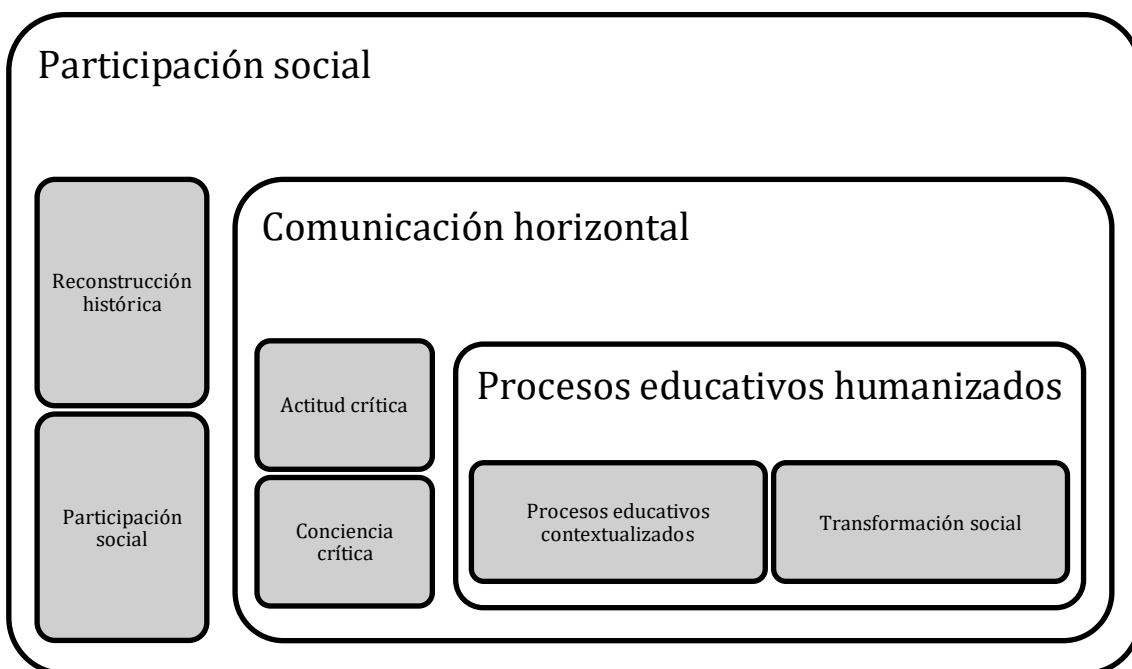 Participación social
Comunicación horizontal
Reconstrucción
histórica
Participación
social
Actitud crítica
Conciencia
crítica
Procesos educativos humanizados
Procesos educativos
contextualizados
Transformación social